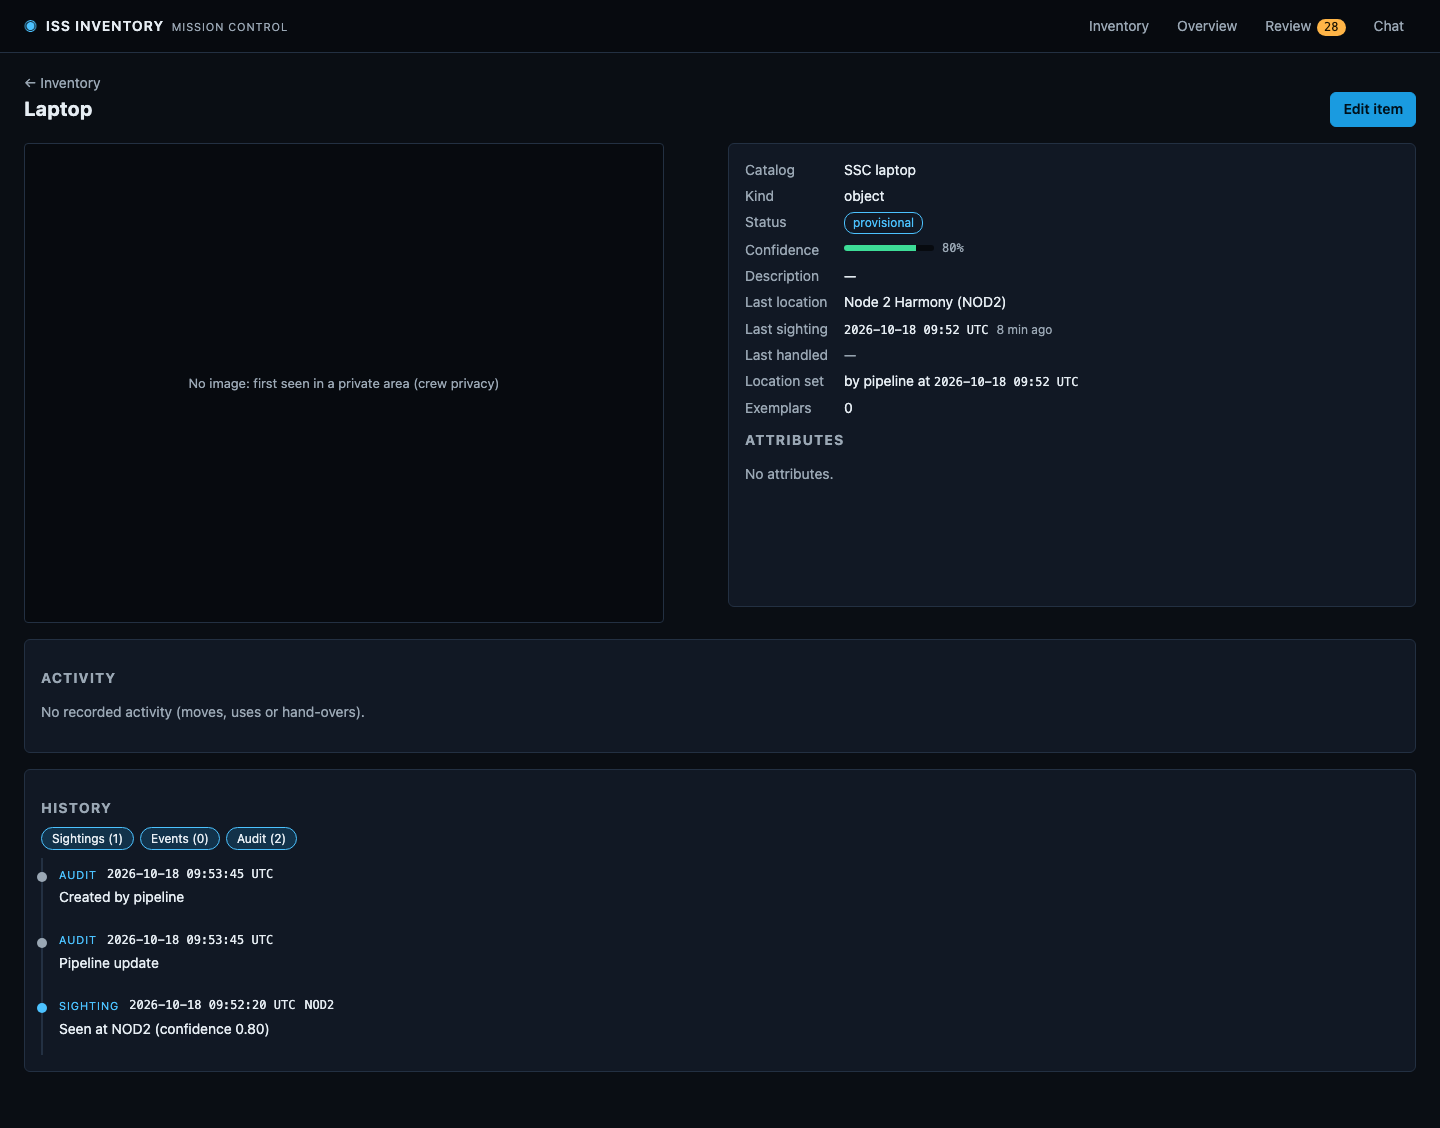 ISS INVENTORY MISSION CONTROL
Inventory Overview Review 28 Chat
← Inventory
Laptop
Edit item
No image: first seen in a private area (crew privacy)
Catalog SSC laptop
Kind object
Status provisional
Confidence 80%
Description —
Last location Node 2 Harmony (NOD2)
Last sighting 2026-10-18 09:52 UTC 8 min ago
Last handled —
Location set by pipeline at 2026-10-18 09:52 UTC
Exemplars 0
ATTRIBUTES
No attributes.
ACTIVITY
No recorded activity (moves, uses or hand-overs).
HISTORY
Sightings (1) Events (0) Audit (2)
AUDIT 2026-10-18 09:53:45 UTC
Created by pipeline
AUDIT 2026-10-18 09:53:45 UTC
Pipeline update
SIGHTING 2026-10-18 09:52:20 UTC NOD2
Seen at NOD2 (confidence 0.80)